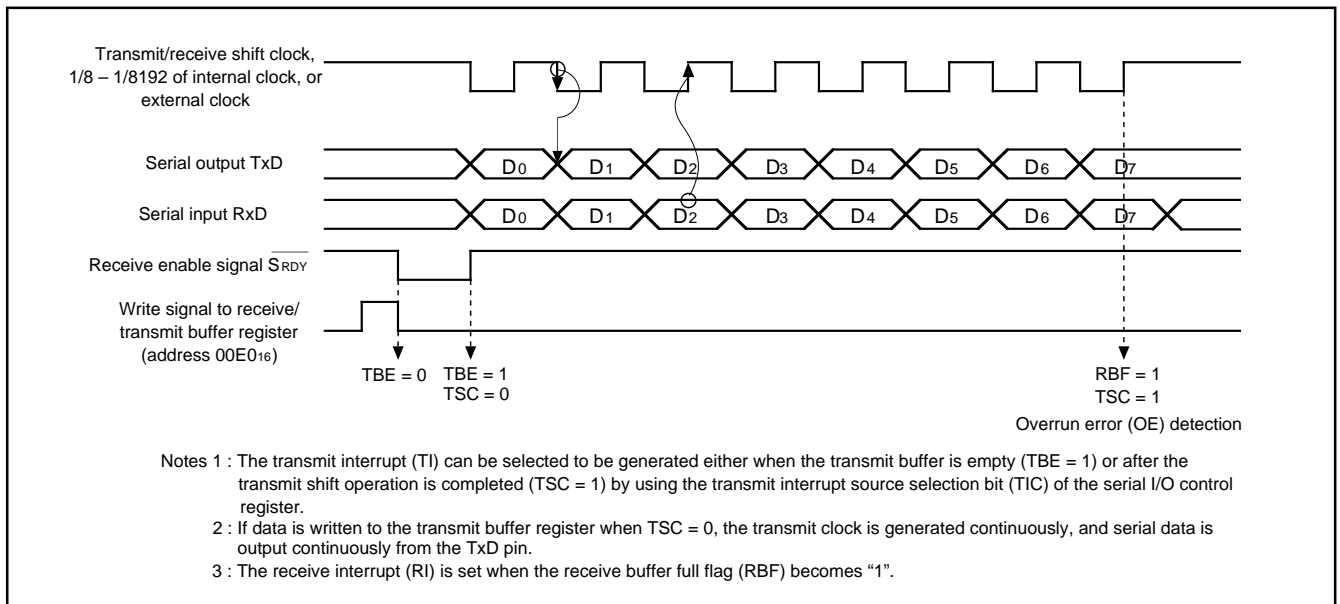 Transmit/receive shift clock,
1/8 – 1/8192 of internal clock, or
external clock
Serial output TxD
D0 D1 D2 D3 D4 D5 D6 D7
Serial input RxD
D0 D1 D2 D3 D4 D5 D6 D7
Receive enable signal SRDY
Write signal to receive/
transmit buffer register
(address 00E016)
TBE = 0
TBE = 1
TSC = 0
RBF = 1
TSC = 1
Overrun error (OE) detection
Notes 1 : The transmit interrupt (TI) can be selected to be generated either when the transmit buffer is empty (TBE = 1) or after the
transmit shift operation is completed (TSC = 1) by using the transmit interrupt source selection bit (TIC) of the serial I/O control
register.
2 : If data is written to the transmit buffer register when TSC = 0, the transmit clock is generated continuously, and serial data is
output continuously from the TxD pin.
3 : The receive interrupt (RI) is set when the receive buffer full flag (RBF) becomes “1”.